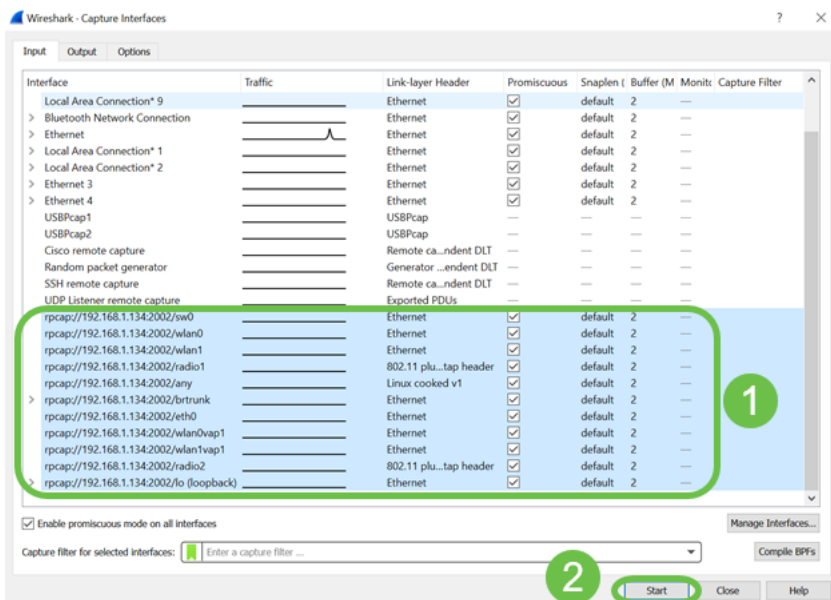 Wireshark · Capture Interfaces ? ×
Input Output Options
Interface Traffic Link-layer Header Promiscuous Snaplen ( Buffer (M Monitc Capture Filter
Local Area Connection* 9 Ethernet default 2 —
Bluetooth Network Connection Ethernet default 2 —
Ethernet Ethernet default 2 —
Local Area Connection* 1 Ethernet default 2 —
Local Area Connection* 2 Ethernet default 2 —
Ethernet 3 Ethernet default 2 —
Ethernet 4 Ethernet default 2 —
USBPcap1 USBPcap — — — —
USBPcap2 USBPcap — — — —
Cisco remote capture Remote ca...ndent DLT — — — —
Random packet generator Generator ...endent DLT — — — —
SSH remote capture Remote ca...ndent DLT — — — —
UDP Listener remote capture Exported PDUs — — — —
rpcap://192.168.1.134:2002/sw0 Ethernet default 2 —
rpcap://192.168.1.134:2002/wlan0 Ethernet default 2 —
rpcap://192.168.1.134:2002/wlan1 Ethernet default 2 —
rpcap://192.168.1.134:2002/radio1 802.11 plu...tap header default 2 —
rpcap://192.168.1.134:2002/any Linux cooked v1 default 2 —
rpcap://192.168.1.134:2002/brtrunk Ethernet default 2 —
rpcap://192.168.1.134:2002/eth0 Ethernet default 2 —
rpcap://192.168.1.134:2002/wlan0vap1 Ethernet default 2 —
rpcap://192.168.1.134:2002/wlan1vap1 Ethernet default 2 —
rpcap://192.168.1.134:2002/radio2 802.11 plu...tap header default 2 —
rpcap://192.168.1.134:2002/lo (loopback) Ethernet default 2 —
1
Enable promiscuous mode on all interfaces Manage Interfaces...
Capture filter for selected interfaces: Enter a capture filter ... Compile BPFs
2
Start Close Help